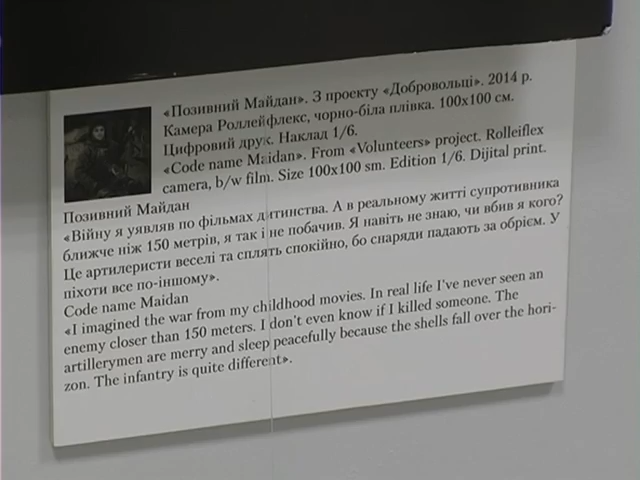 «Позивний Майдан». З проекту «Добровольці». 2014 р.
Камера Роллейфлекс, чорно-біла плівка. 100x100 см.
Цифровий друк. Наклад 1/6.
«Code name Maidan». From «Volunteers» project. Rolleiflex
camera, b/w film. Size 100x100 sm. Edition 1/6. Dijital print.
Позивний Майдан
«Війну я уявляв по фільмах дитинства. А в реальному житті супротивника
ближче ніж 150 метрів, я так і не побачив. Я навіть не знаю, чи вбив я кого?
Це артилеристи веселі та сплять спокійно, бо снаряди падають за обрієм. У
піхоти все по-іншому».
Code name Maidan
«I imagined the war from my childhood movies. In real life I've never seen an
enemy closer than 150 meters. I don't even know if I killed someone. The
artillerymen are merry and sleep peacefully because the shells fall over the hori-
zon. The infantry is quite different».